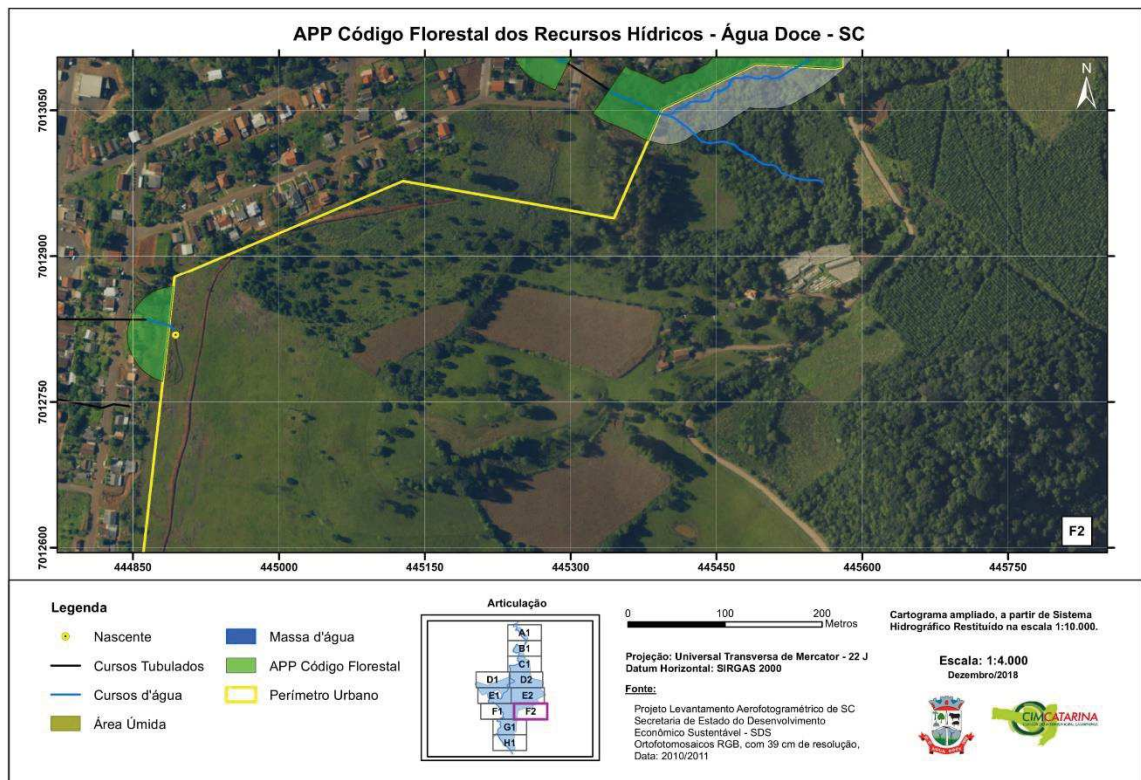 APP Código Florestal dos Recursos Hídricos - Água Doce - SC
N
7013050
7012900
7012750
7012600
F2
444850
445000
445150
445300
445450
445600
445750
Legenda
Nascente
Cursos Tubulados
Cursos d'água
Área Úmida
Massa d'água
APP Código Florestal
Perímetro Urbano
Articulação
A1
B1
C1
D1
D2
E1
E2
F1
F2
G1
H1
0
100
200
Metros
Projeção: Universal Transversa de Mercator - 22 J
Datum Horizontal: SIRGAS 2000
Fonte:
Projeto Levantamento Aerofotogramétrico de SC
Secretaria de Estado do Desenvolvimento
Econômico Sustentável - SDS
Ortofotomosaicos RGB, com 39 cm de resolução,
Data: 2010/2011
Cartograma ampliado, a partir de Sistema
Hidrográfico Restituído na escala 1:10.000.
Escala: 1:4.000
Dezembro/2018
ÁGUA DOCE
CIMCATARINA